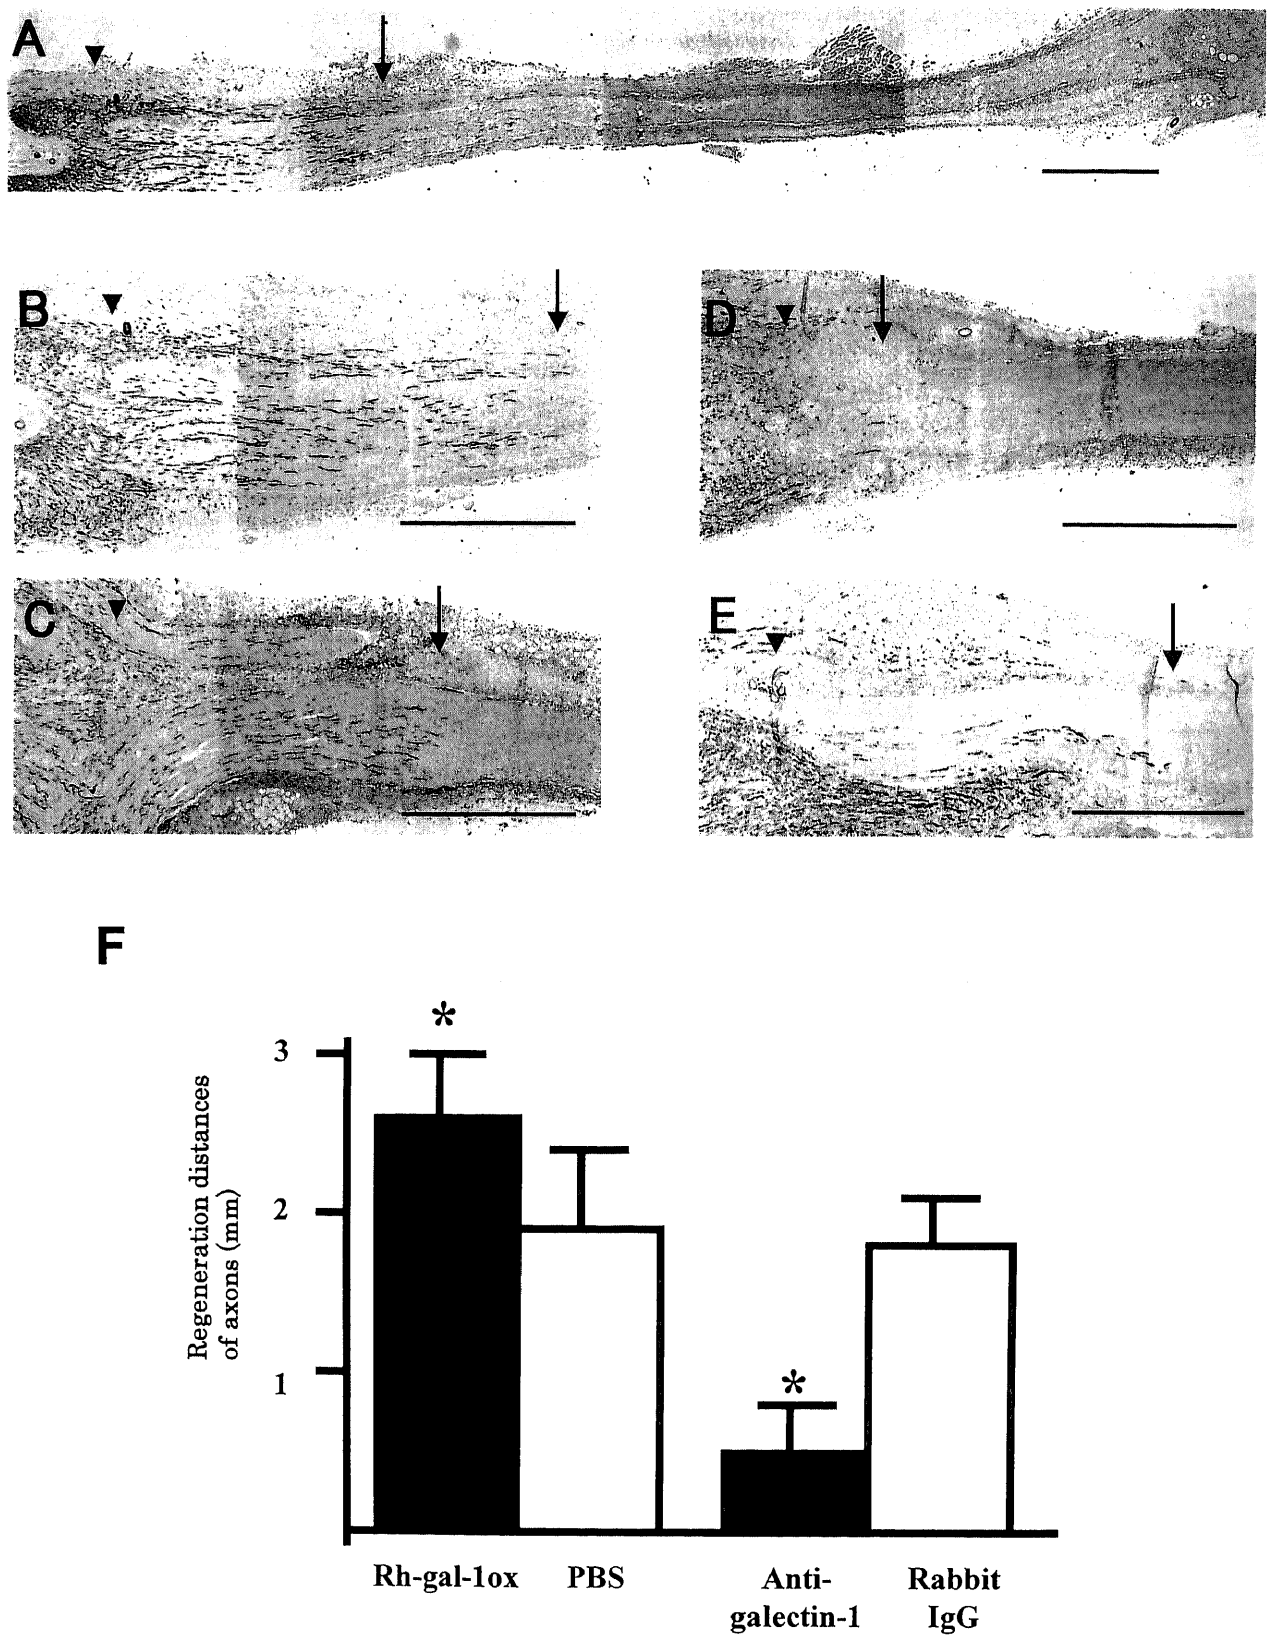 A
B
D
C
E
F
*
3
2
1
Regeneration distances
of axons (mm)
*
Rh-gal-1ox
PBS
Anti-
galectin-1
Rabbit
IgG